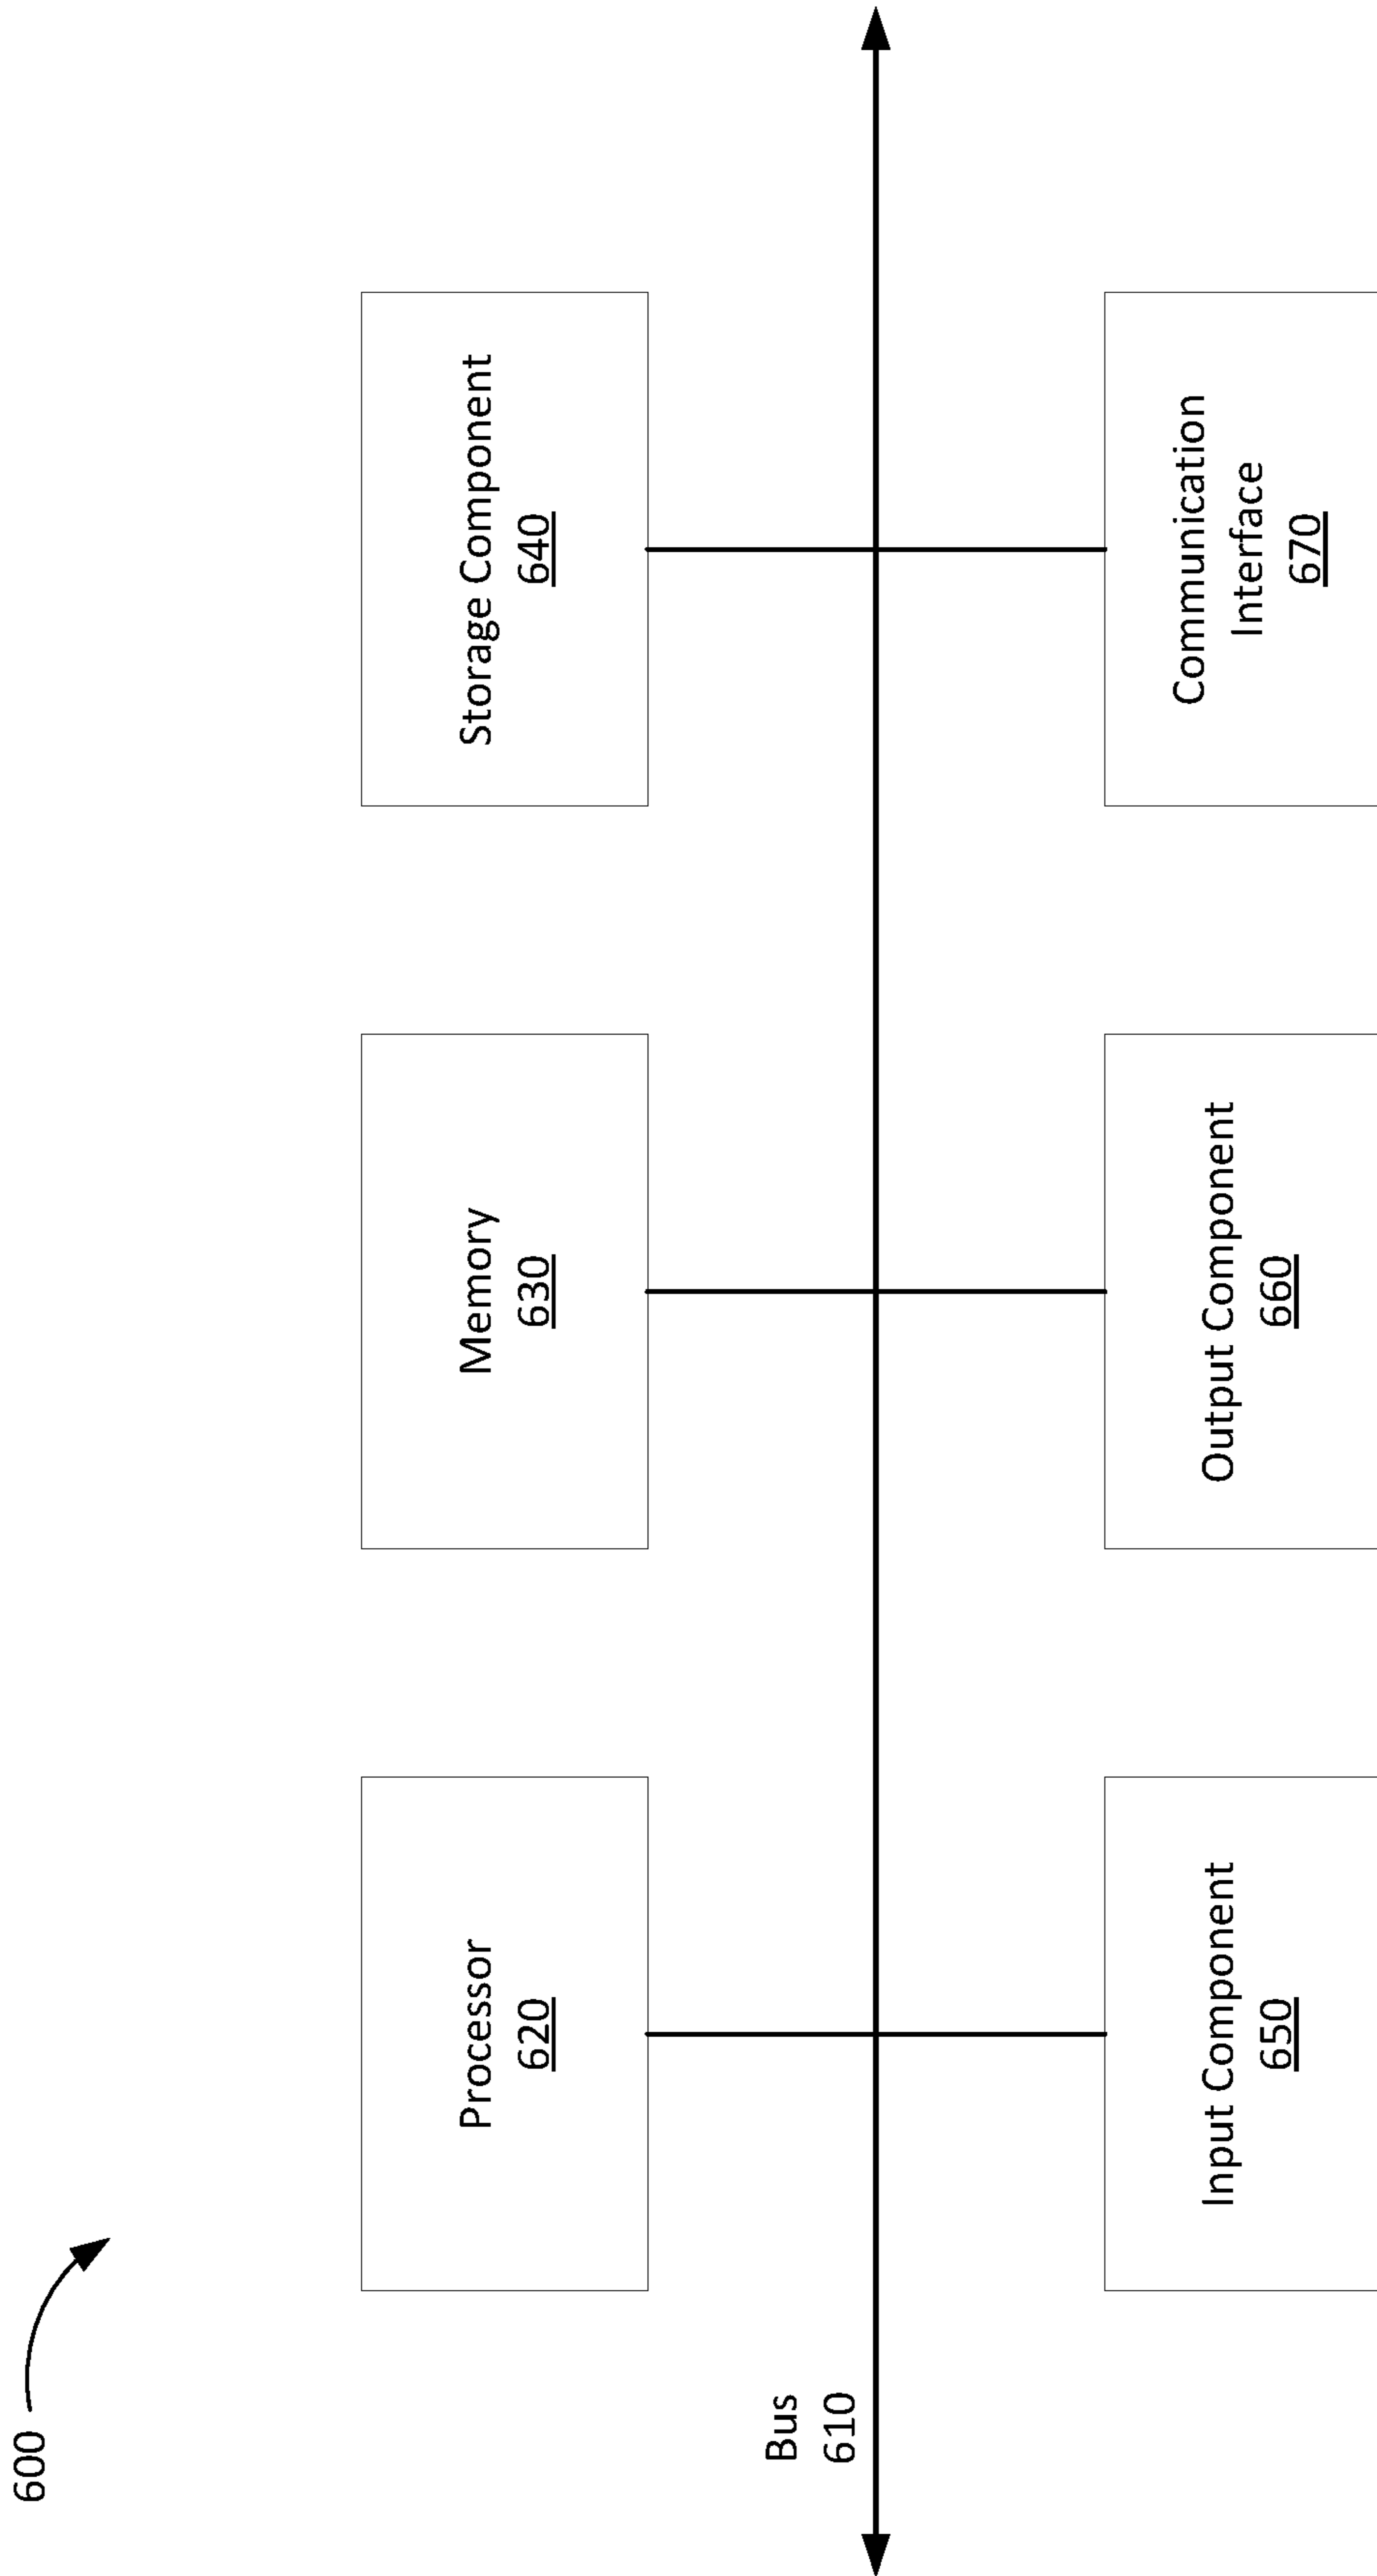 600
Processor
620
Memory
630
Storage Component
640
Bus
610
Input Component
650
Output Component
660
Communication
Interface
670